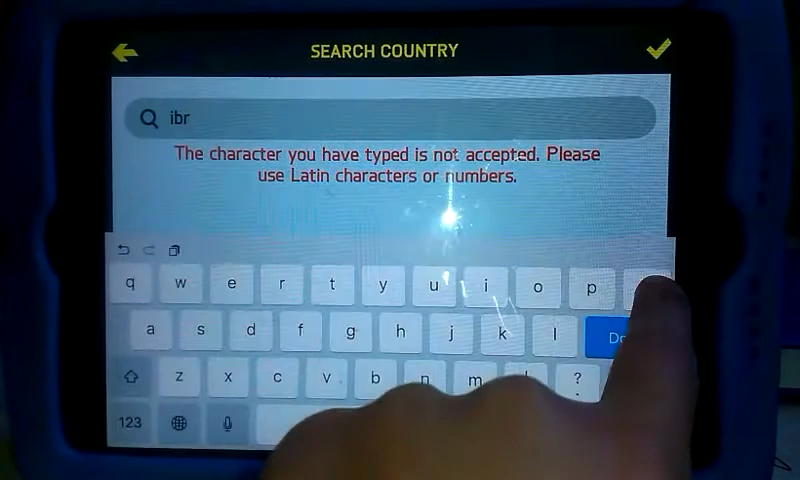 SEARCH COUNTRY
ibr
The character you have typed is not accepted. Please
use Latin characters or numbers.
q w e r t y u i o p
a s d f g h j k l
z x c v b n m ?
123